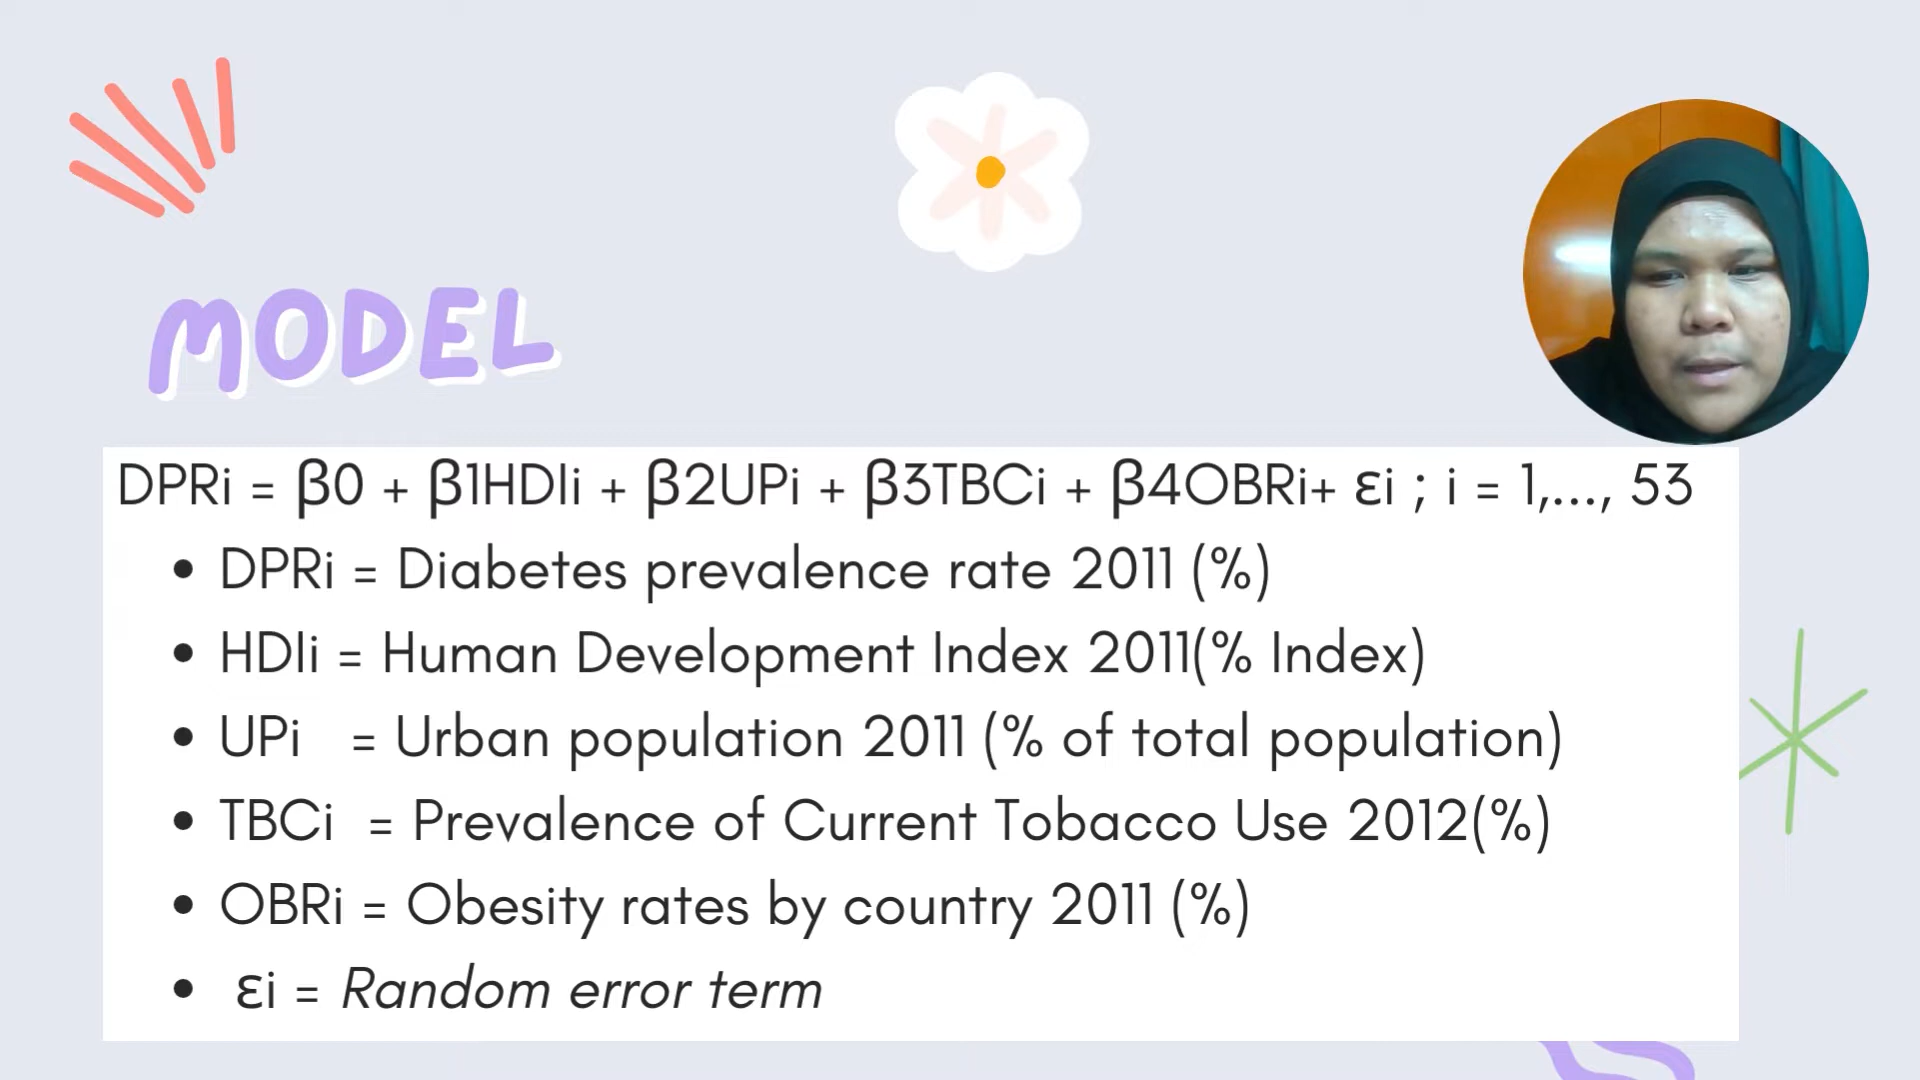 MODEL
DPRi = β0 + β1HDIi + β2UPi + β3TBCi + β4OBRi+ εi ; i = 1,..., 53
• DPRi = Diabetes prevalence rate 2011 (%)
• HDIi = Human Development Index 2011(% Index)
• UPi = Urban population 2011 (% of total population)
• TBCi = Prevalence of Current Tobacco Use 2012(%)
• OBRi = Obesity rates by country 2011 (%)
• εi = Random error term